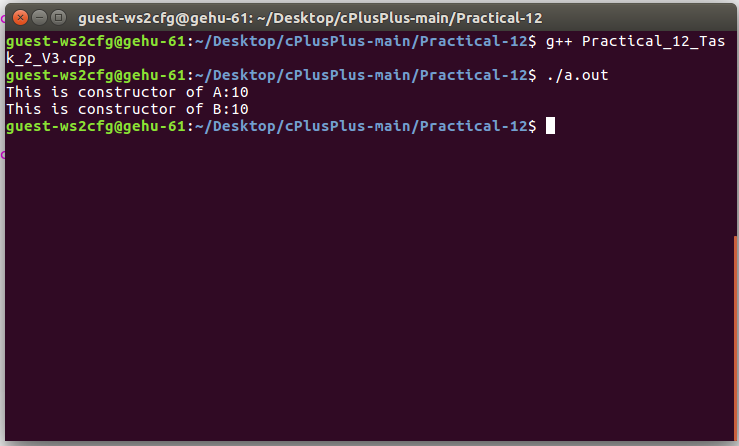 guest-ws2cfg@gehu-61: ~/Desktop/cPlusPlus-main/Practical-12
guest-ws2cfg@gehu-61:~/Desktop/cPlusPlus-main/Practical-12$ g++ Practical_12_Tas
k_2_V3.cpp
guest-ws2cfg@gehu-61:~/Desktop/cPlusPlus-main/Practical-12$ ./a.out
This is constructor of A:10
This is constructor of B:10
guest-ws2cfg@gehu-61:~/Desktop/cPlusPlus-main/Practical-12$